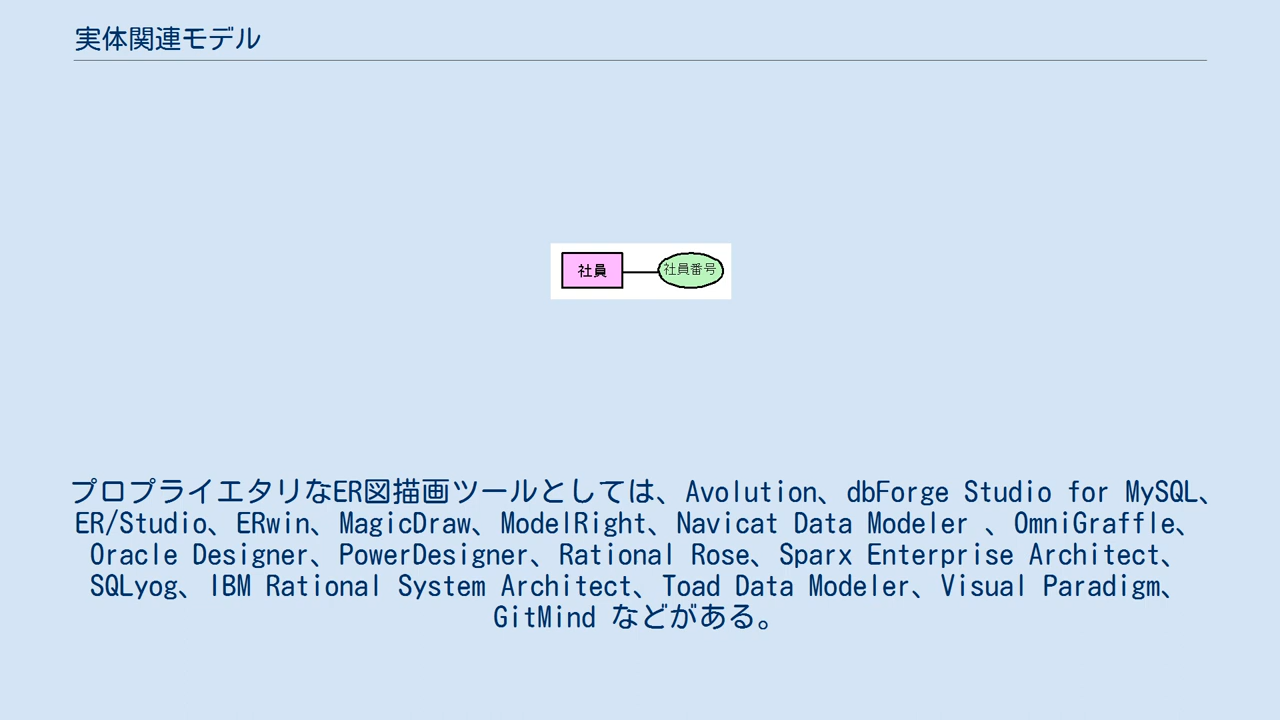 実体関連モデル
社員
社員番号
プロプライエタリなER図描画ツールとしては、Avolution、dbForge Studio for MySQL、
ER/Studio、ERwin、MagicDraw、ModelRight、Navicat Data Modeler 、OmniGraffle、
Oracle Designer、PowerDesigner、Rational Rose、Sparx Enterprise Architect、
SQLyog、IBM Rational System Architect、Toad Data Modeler、Visual Paradigm、
GitMind などがある。